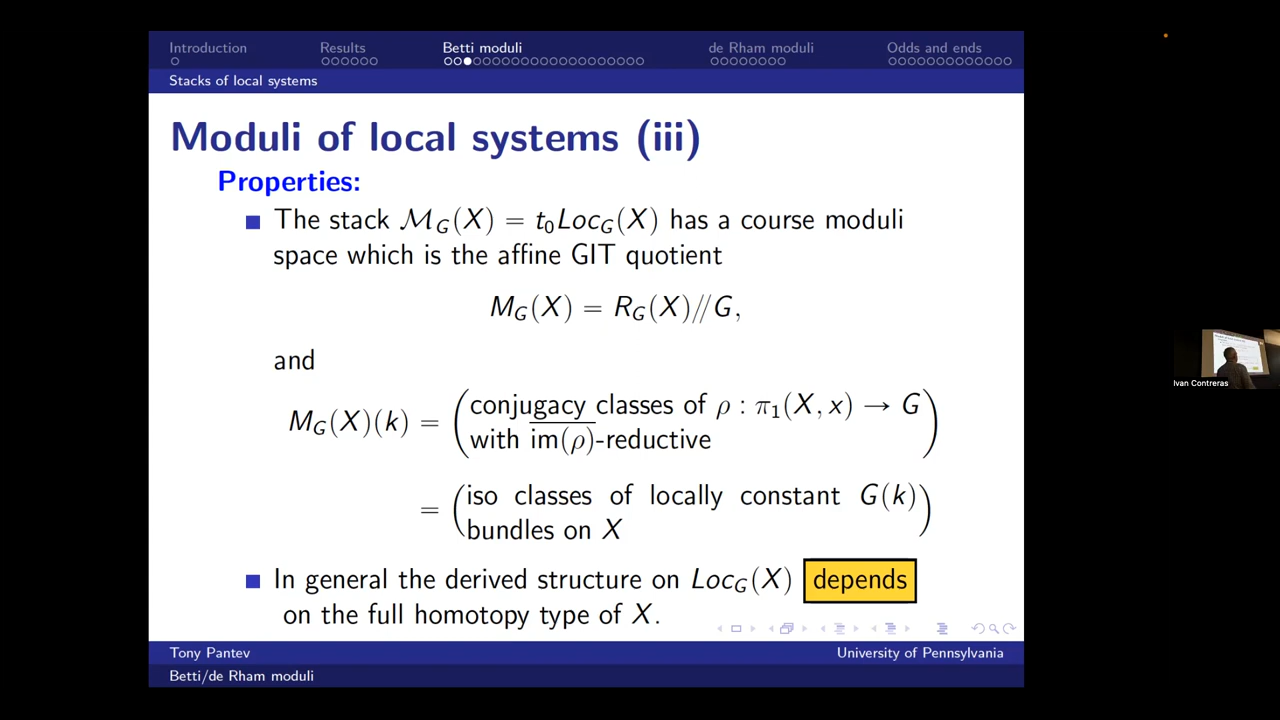 Introduction Results Betti moduli de Rham moduli Odds and ends
Stacks of local systems
Moduli of local systems (iii)
Properties:
The stack ℳ_G(X) = t₀Loc_G(X) has a course moduli
space which is the affine GIT quotient
M_G(X) = R_G(X)//G,
and
M_G(X)(k) = (conjugacy classes of ρ : π₁(X, x) → G
with \overline{im(ρ)}-reductive)
= (iso classes of locally constant G(k)
bundles on X)
In general the derived structure on Loc_G(X) depends
on the full homotopy type of X.
Tony Pantev University of Pennsylvania
Betti/de Rham moduli
Ivan Contreras